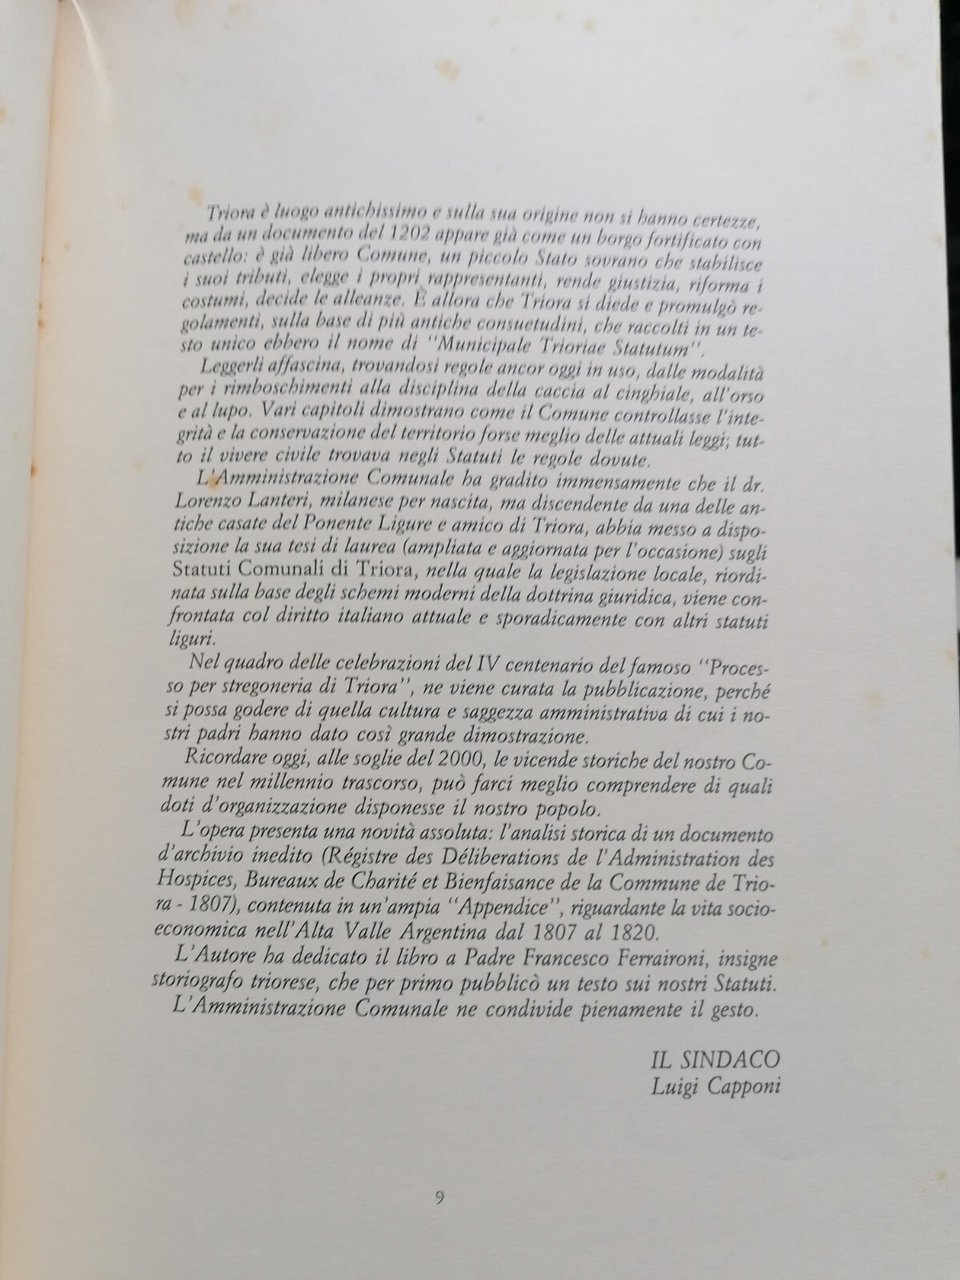 Triora è luogo antichissimo e sulla sua origine non si hanno certezze,
ma da un documento del 1202 appare già come un borgo fortificato con
castello: è già libero Comune, un piccolo Stato sovrano che stabilisce
i suoi tributi, elegge i propri rappresentanti, rende giustizia, riforma i
costumi, decide le alleanze. È allora che Triora si diede e promulgò re-
golamenti, sulla base di più antiche consuetudini, che raccolti in un te-
sto unico ebbero il nome di "Municipale Trioriae Statutum".
Leggerli affascina, trovandosi regole ancor oggi in uso, dalle modalità
per i rimboschimenti alla disciplina della caccia al cinghiale, all'orso
e al lupo. Vari capitoli dimostrano come il Comune controllasse l'inte-
grità e la conservazione del territorio forse meglio delle attuali leggi; tut-
to il vivere civile trovava negli Statuti le regole dovute.
L'Amministrazione Comunale ha gradito immensamente che il dr.
Lorenzo Lanteri, milanese per nascita, ma discendente da una delle an-
tiche casate del Ponente Ligure e amico di Triora, abbia messo a dispo-
sizione la sua tesi di laurea (ampliata e aggiornata per l'occasione) sugli
Statuti Comunali di Triora, nella quale la legislazione locale, riordi-
nata sulla base degli schemi moderni della dottrina giuridica, viene con-
frontata col diritto italiano attuale e sporadicamente con altri statuti
liguri.
Nel quadro delle celebrazioni del IV centenario del famoso "Proces-
so per stregoneria di Triora", ne viene curata la pubblicazione, perché
si possa godere di quella cultura e saggezza amministrativa di cui i no-
stri padri hanno dato così grande dimostrazione.
Ricordare oggi, alle soglie del 2000, le vicende storiche del nostro Co-
mune nel millennio trascorso, può farci meglio comprendere di quali
doti d'organizzazione disponesse il nostro popolo.
L'opera presenta una novità assoluta: l'analisi storica di un documento
d'archivio inedito (Régistre des Déliberations de l'Administration des
Hospices, Bureaux de Charité et Bienfaisance de la Commune de Trio-
ra - 1807), contenuta in un'ampia "Appendice", riguardante la vita socio-
economica nell'Alta Valle Argentina dal 1807 al 1820.
L'Autore ha dedicato il libro a Padre Francesco Ferraironi, insigne
storiografo triorese, che per primo pubblicò un testo sui nostri Statuti.
L'Amministrazione Comunale ne condivide pienamente il gesto.
IL SINDACO
Luigi Capponi
9